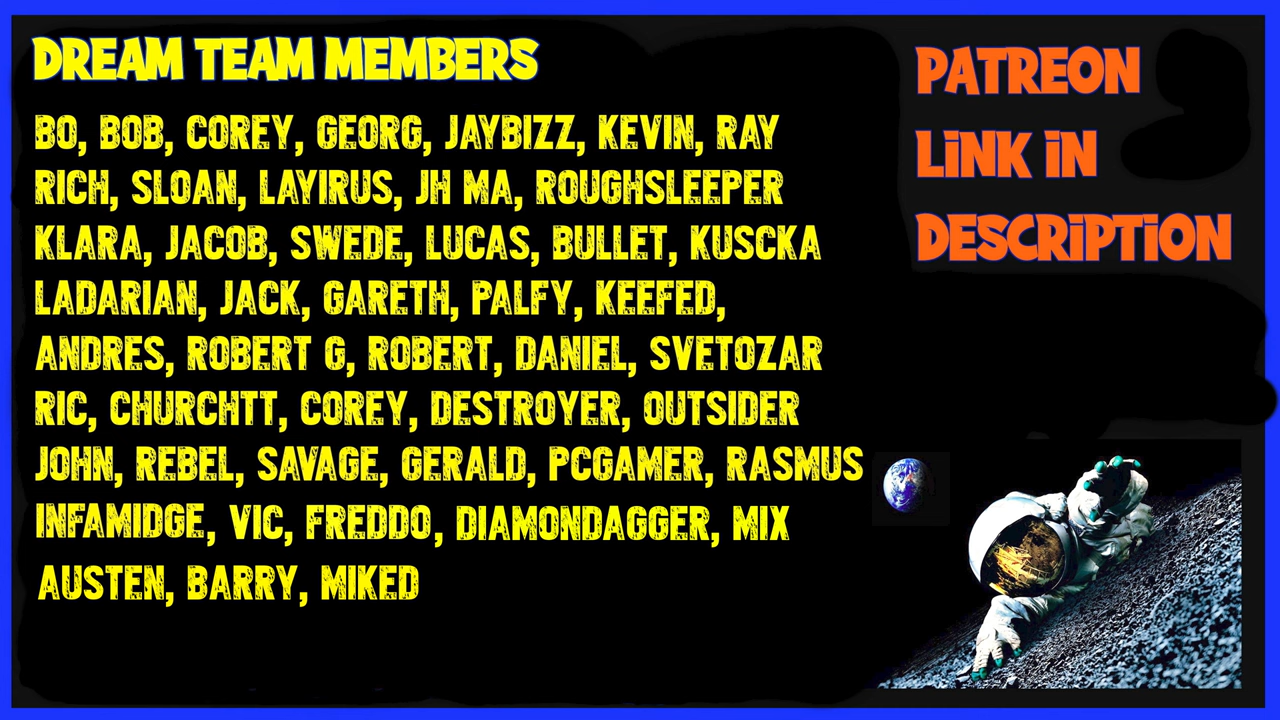 DREAM TEAM MEMBERS
BO, BOB, COREY, GEORG, JAYBIZZ, KEVIN, RAY
RICH, SLOAN, LAYIRUS, JH MA, ROUGHSLEEPER
KLARA, JACOB, SWEDE, LUCAS, BULLET, KUSCKA
LADARIAN, JACK, GARETH, PALFY, KEEFED,
ANDRES, ROBERT G, ROBERT, DANIEL, SVETOZAR
RIC, CHURCHTT, COREY, DESTROYER, OUTSIDER
JOHN, REBEL, SAVAGE, GERALD, PCGAMER, RASMUS
INFAMIDGE, VIC, FREDDO, DIAMONDAGGER, MIX
AUSTEN, BARRY, MIKED
PATREON
LiNK iN
DESCRiPTiON